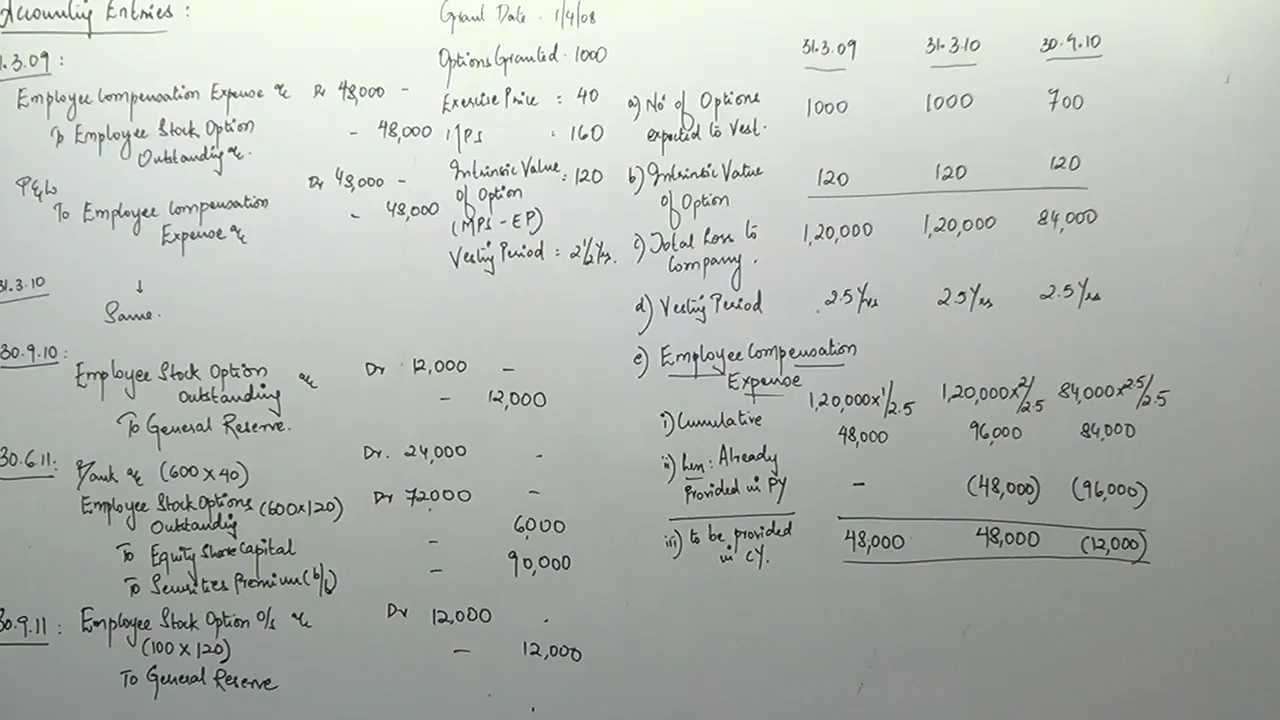 Accounting Entries :
1.3.09 :
Employee Compensation Expense a/c Dr 48,000 -
To Employee Stock Option - 48,000
Outstanding a/c.
P&L Dr 48,000 -
To Employee Compensation - 48,000
Expense a/c
31.3.10
↓
Same.
30.9.10 :
Employee Stock Option a/c Dr 12,000 -
Outstanding - 12,000
To General Reserve.
30.6.11 :
Bank a/c (600 x 40) Dr. 24,000 -
Employee Stock Options (600x120) Dr 72000 -
Outstanding
To Equity Share Capital - 6000
To Securities Premium (b/f) - 90,000
30.9.11 : Employee Stock Option o/s a/c Dr 12,000 .
(100 x 120) - 12,000
To General Reserve
Grant Date . 1/4/08
Options Granted . 1000
Exercise Price : 40
MPS : 160
Intrinsic Value : 120
of Option
(MPS - EP)
Vesting Period : 2½ Yrs.
31.3.09 31.3.10 30.9.10
a) No of Options 1000 1000 700
expected to Vest.
b) Intrinsic Value 120 120 120
of Option
c) Total Loss to 1,20,000 1,20,000 84,000
Company.
d) Vesting Period 2.5 Yrs 2.5 Yrs 2.5 Yrs
e) Employee Compensation
Expense 1,20,000x1/2.5 1,20,000x2/2.5 84,000x2.5/2.5
i) Cumulative 48,000 96,000 84,000
ii) Less : Already
Provided in PY - (48,000) (96,000)
iii) to be provided 48,000 48,000 (12,000)
in CY.